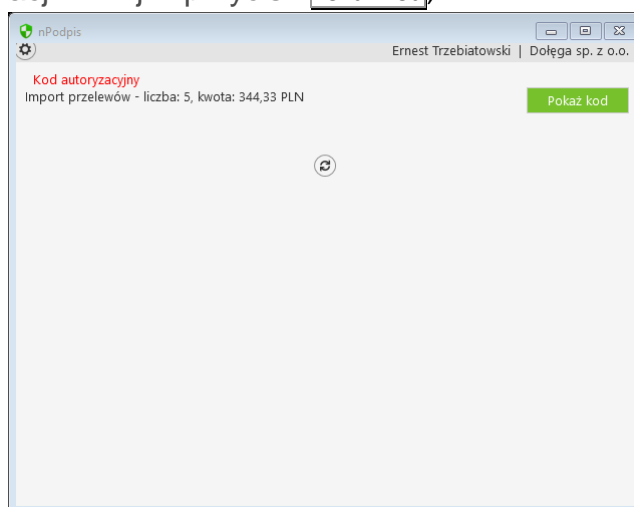 nPodpis
Ernest Trzebiatowski | Dołęga sp. z o.o.
Kod autoryzacyjny
Import przelewów - liczba: 5, kwota: 344,33 PLN
Pokaż kod